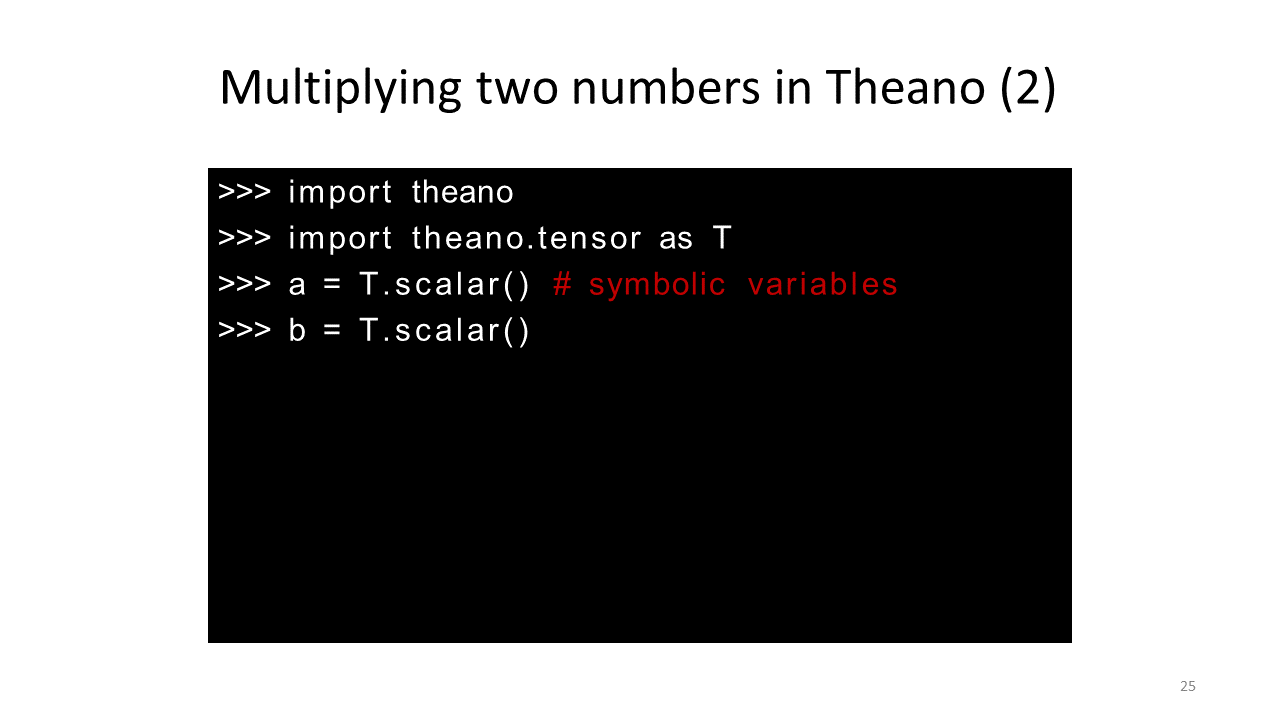 Multiplying two numbers in Theano (2)
>>> import theano
>>> import theano.tensor as T
>>> a = T.scalar() # symbolic variables
>>> b = T.scalar()
25